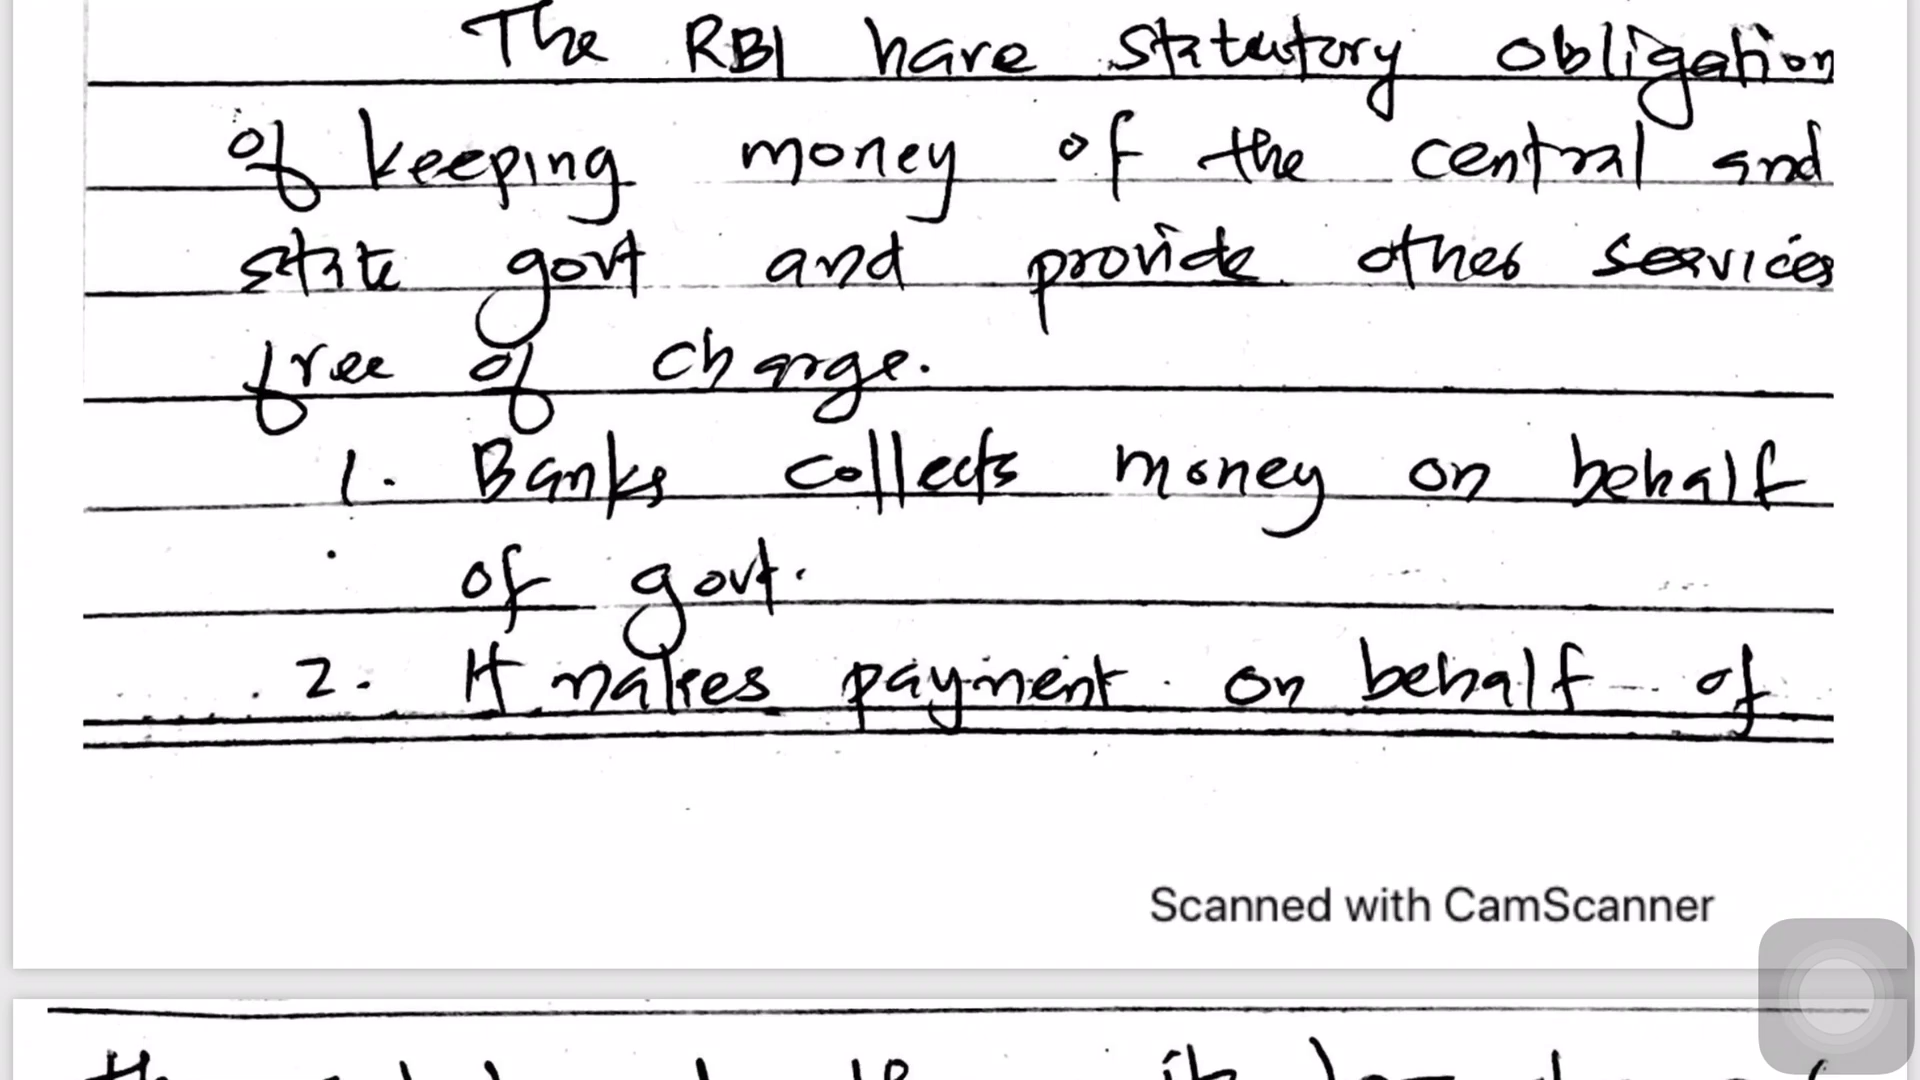 The RBI have statutory obligation
of keeping money of the central and
state govt and provide other services
free of charge.
1. Banks collects money on behalf
of govt.
2. It makes payment on behalf of
Scanned with CamScanner